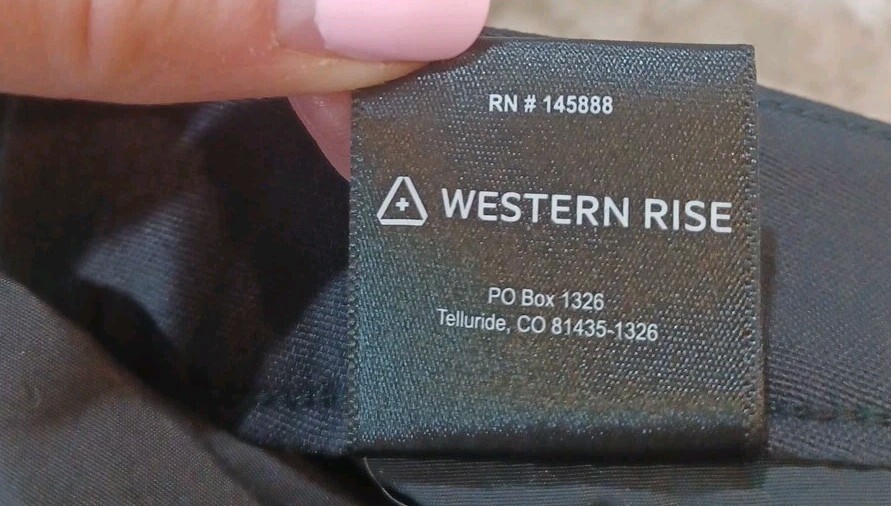 RN # 145888
WESTERN RISE
PO Box 1326
Telluride, CO 81435-1326